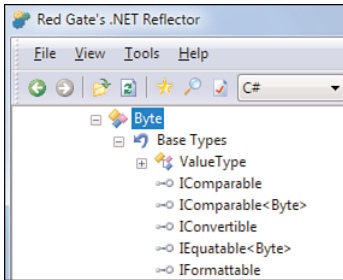 Red Gate's .NET Reflector
File View Tools Help
C#
Byte
Base Types
ValueType
IComparable
IComparable<Byte>
IConvertible
IEquatable<Byte>
IFormattable